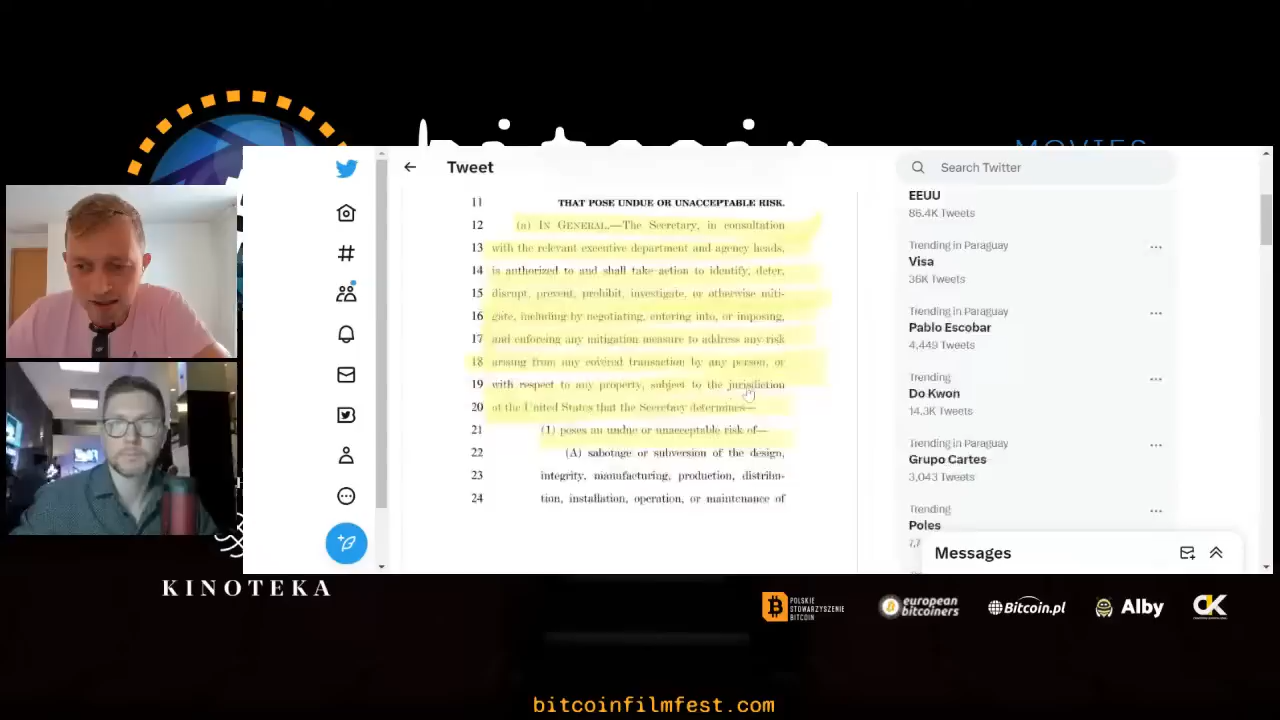 bitcoin
MOVIES
Tweet
Search Twitter
11 THAT POSE UNDUE OR UNACCEPTABLE RISK.
12 (a) IN GENERAL.—The Secretary, in consultation
13 with the relevant executive department and agency heads,
14 is authorized to and shall take action to identify, deter,
15 disrupt, prevent, prohibit, investigate, or otherwise miti-
16 gate, including by negotiating, entering into, or imposing,
17 and enforcing any mitigation measure to address any risk
18 arising from any covered transaction by any person, or
19 with respect to any property, subject to the jurisdiction
20 of the United States that the Secretary determines—
21 (1) poses an undue or unacceptable risk of—
22 (A) sabotage or subversion of the design,
23 integrity, manufacturing, production, distribu-
24 tion, installation, operation, or maintenance of
EEUU
86.4K Tweets
Trending in Paraguay
Visa
36K Tweets
Trending in Paraguay
Pablo Escobar
4,449 Tweets
Trending
Do Kwon
14.3K Tweets
Trending in Paraguay
Grupo Cartes
3,043 Tweets
Trending
Poles
Messages
KINOTEKA
POLSKIE
STOWARZYSZENIE
BITCOIN
european
bitcoiners
Bitcoin.pl
Alby
bitcoinfilmfest.com